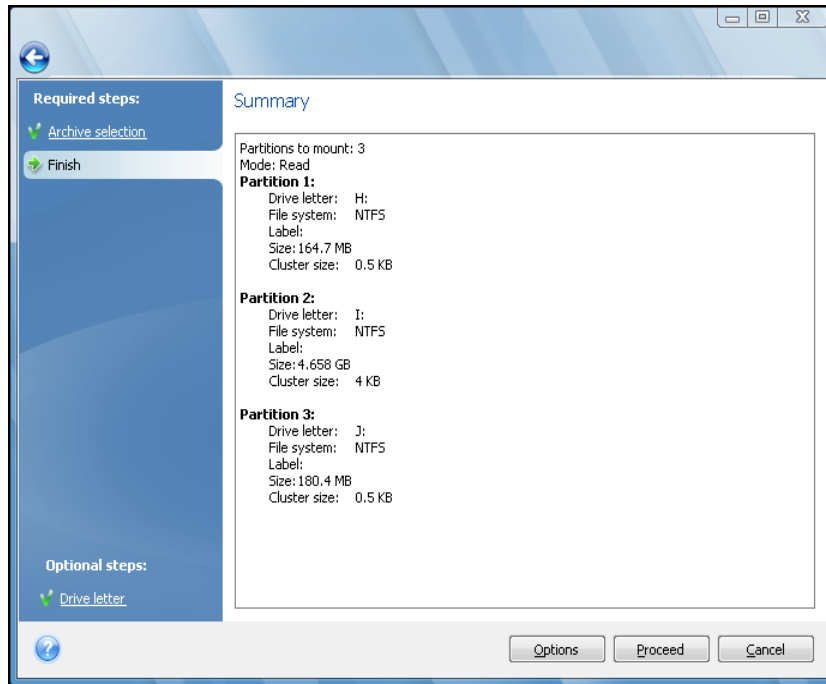 Required steps:
Archive selection
Finish
Summary
Partitions to mount: 3
Mode: Read
Partition 1:
Drive letter: H:
File system: NTFS
Label:
Size: 164.7 MB
Cluster size: 0.5 KB
Partition 2:
Drive letter: I:
File system: NTFS
Label:
Size: 4.658 GB
Cluster size: 4 KB
Partition 3:
Drive letter: J:
File system: NTFS
Label:
Size: 180.4 MB
Cluster size: 0.5 KB
Optional steps:
Drive letter
Options Proceed Cancel